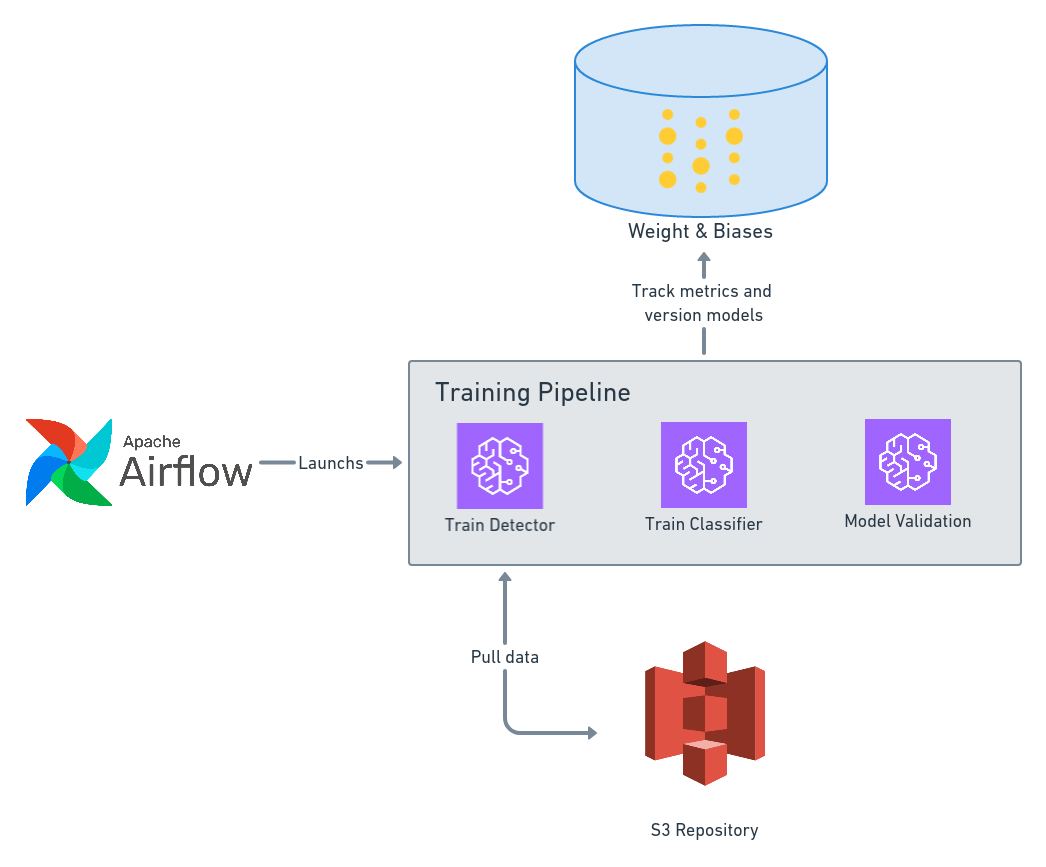 Weight & Biases
Track metrics and
version models
Training Pipeline
Apache
Airflow
Launchs
Train Detector
Train Classifier
Model Validation
Pull data
S3 Repository